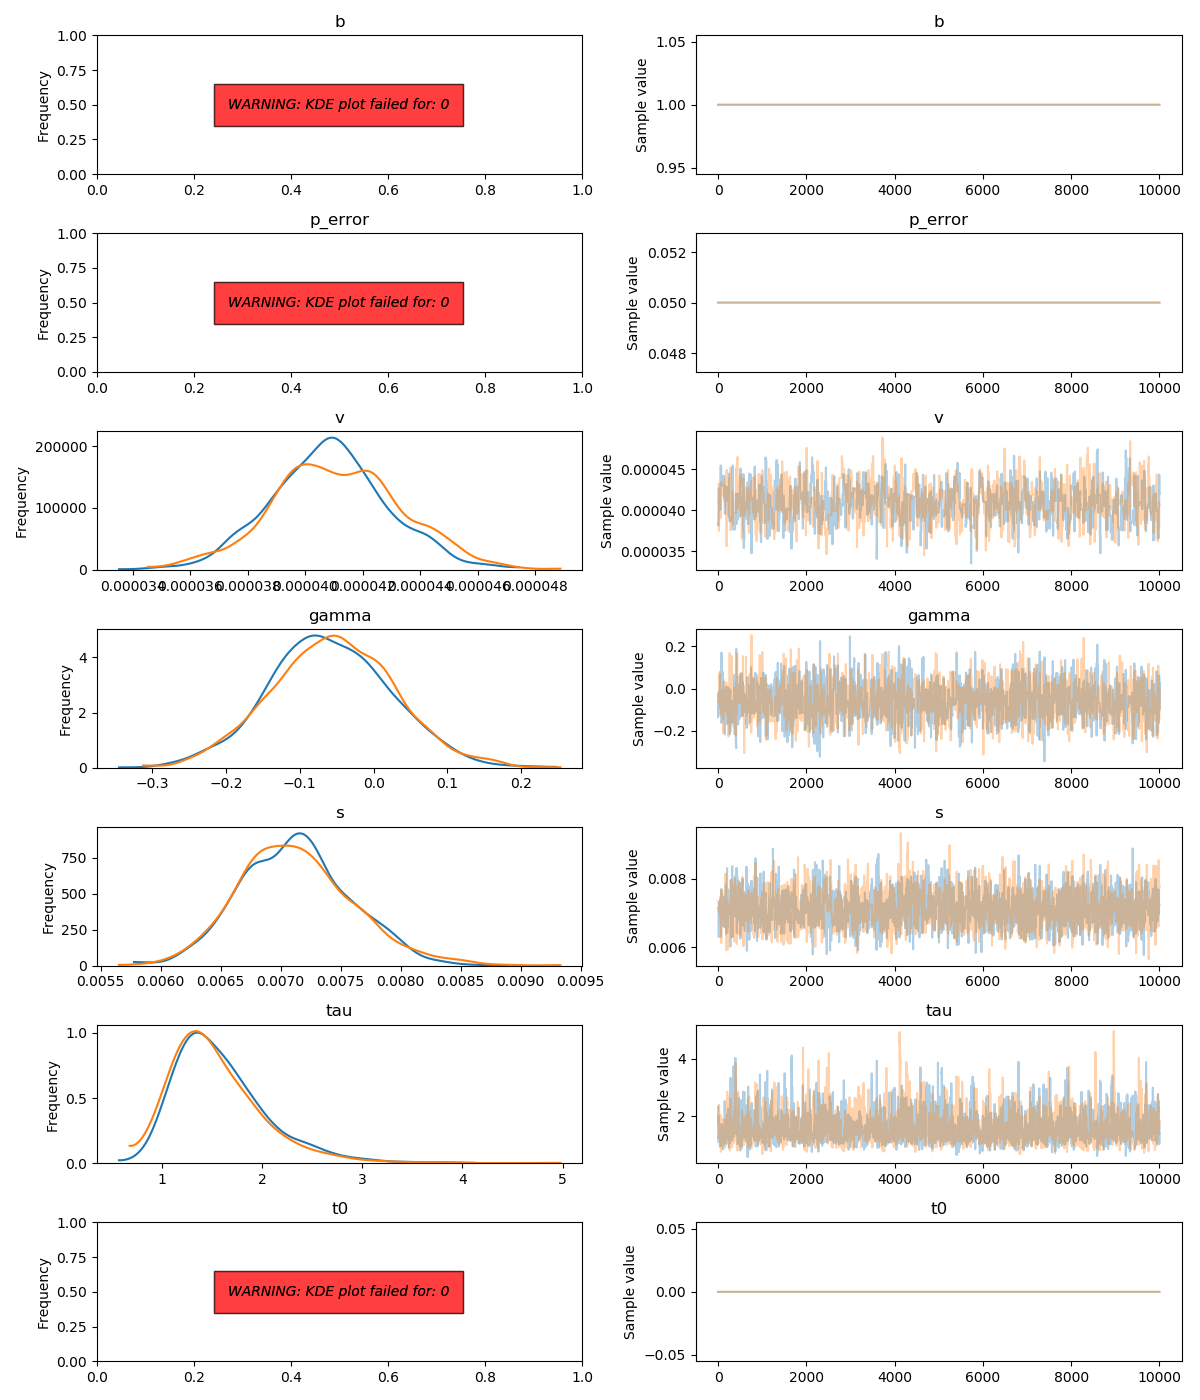 b
b
Frequency
1.00
0.75
0.50
0.25
0.00
WARNING: KDE plot failed for: 0
0.0 0.2 0.4 0.6 0.8 1.0
Sample value
1.05
1.00
0.95
0 2000 4000 6000 8000 10000
p_error
p_error
Frequency
1.00
0.75
0.50
0.25
0.00
WARNING: KDE plot failed for: 0
0.0 0.2 0.4 0.6 0.8 1.0
Sample value
0.052
0.050
0.048
0 2000 4000 6000 8000 10000
v
v
Frequency
200000
100000
0
0.000034 0.000036 0.000038 0.000040 0.000042 0.000044 0.000046 0.000048
Sample value
0.000045
0.000040
0.000035
0 2000 4000 6000 8000 10000
gamma
gamma
Frequency
4
2
0
−0.3 −0.2 −0.1 0.0 0.1 0.2
Sample value
0.2
0.0
−0.2
0 2000 4000 6000 8000 10000
s
s
Frequency
750
500
250
0
0.0055 0.0060 0.0065 0.0070 0.0075 0.0080 0.0085 0.0090 0.0095
Sample value
0.008
0.006
0 2000 4000 6000 8000 10000
tau
tau
Frequency
1.0
0.5
0.0
1 2 3 4 5
Sample value
4
2
0 2000 4000 6000 8000 10000
t0
t0
Frequency
1.00
0.75
0.50
0.25
0.00
WARNING: KDE plot failed for: 0
0.0 0.2 0.4 0.6 0.8 1.0
Sample value
0.05
0.00
−0.05
0 2000 4000 6000 8000 10000